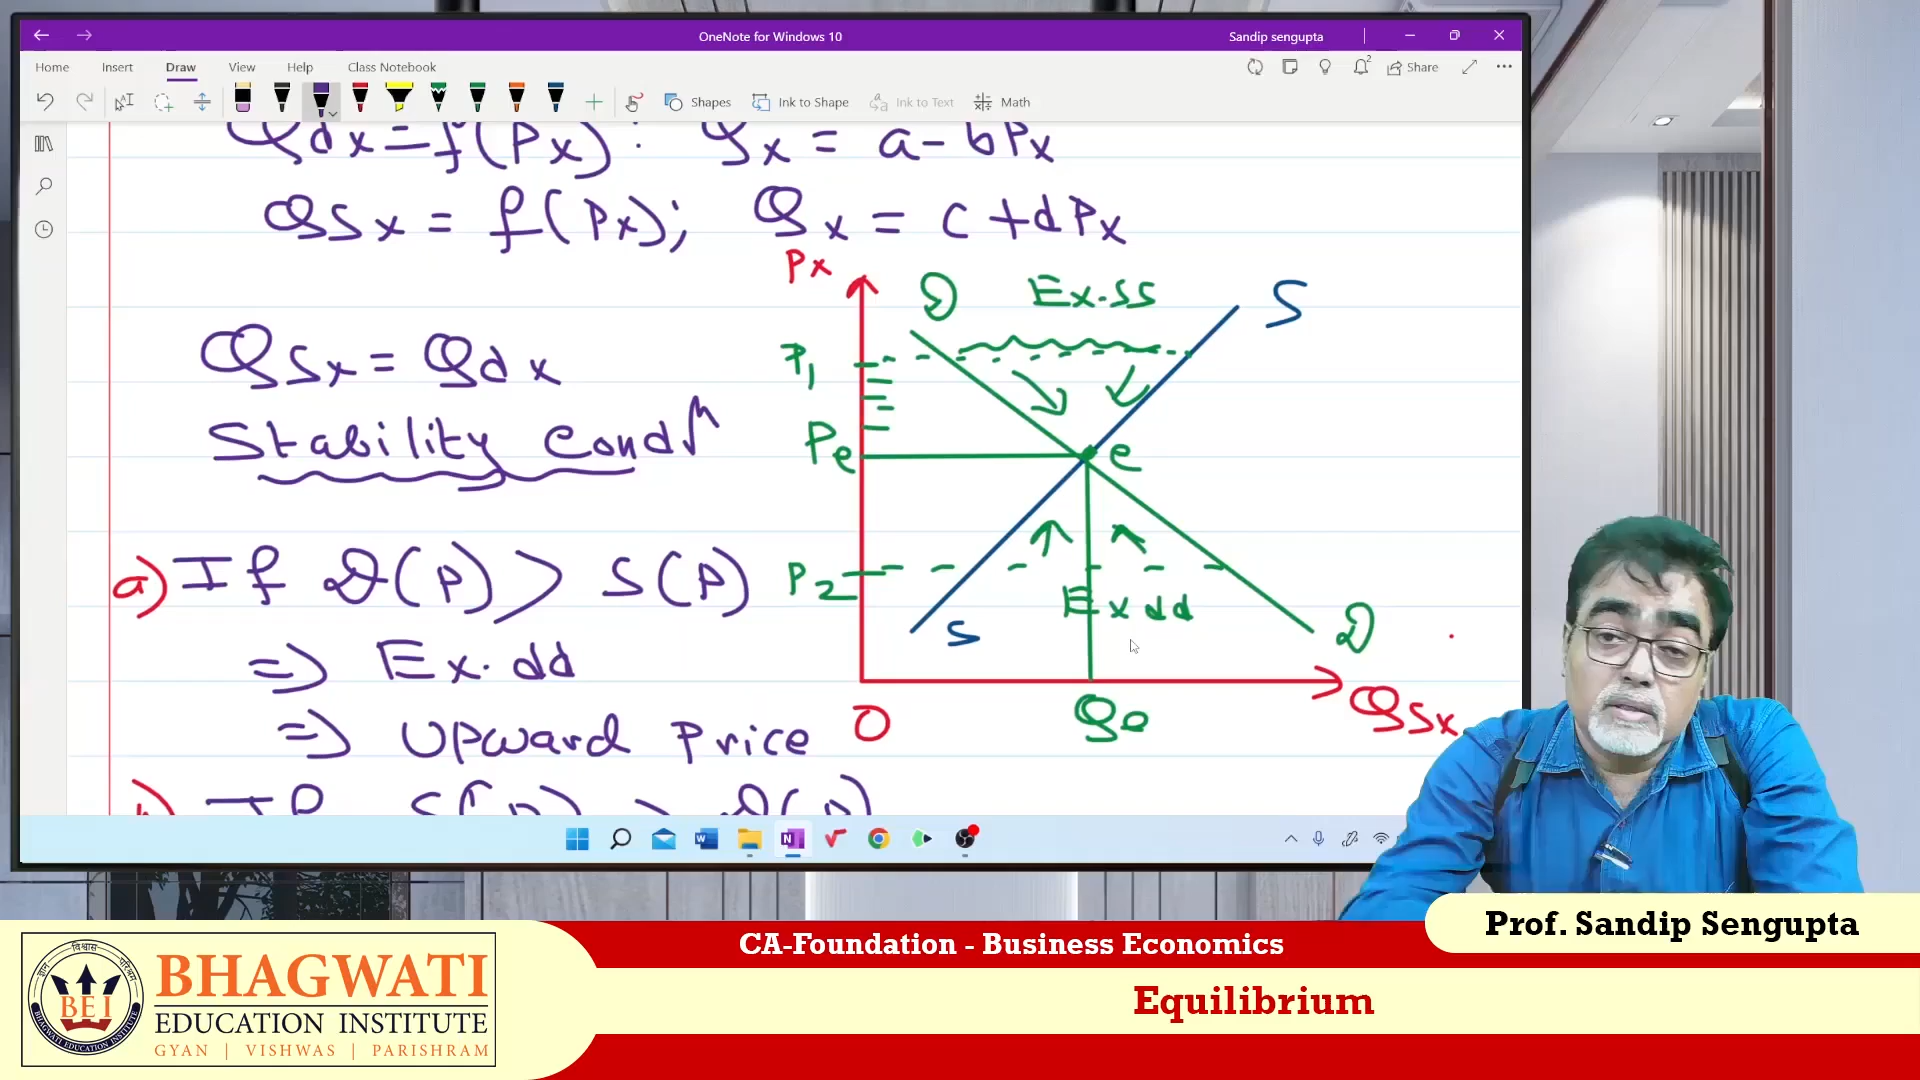 OneNote for Windows 10
Sandip sengupta
Home Insert Draw View Help Class Notebook
Share
Shapes Ink to Shape Ink to Text Math
Qdx = f(Px): Qx = a - bPx
QSx = f(Px); Qx = c + dPx
Px
D Ex.ss S
QSx = Qdx
P1
Stability Condn
Pe e
a) If D(P) > S(P)
P2
Ex dd
S D
=> Ex. dd
=> Upward Price
O Qe QSx
b) If S(P) > D(P)
Prof. Sandip Sengupta
CA-Foundation - Business Economics
Equilibrium
विश्वास
BEI
BHAGWATI
EDUCATION INSTITUTE
GYAN | VISHWAS | PARISHRAM